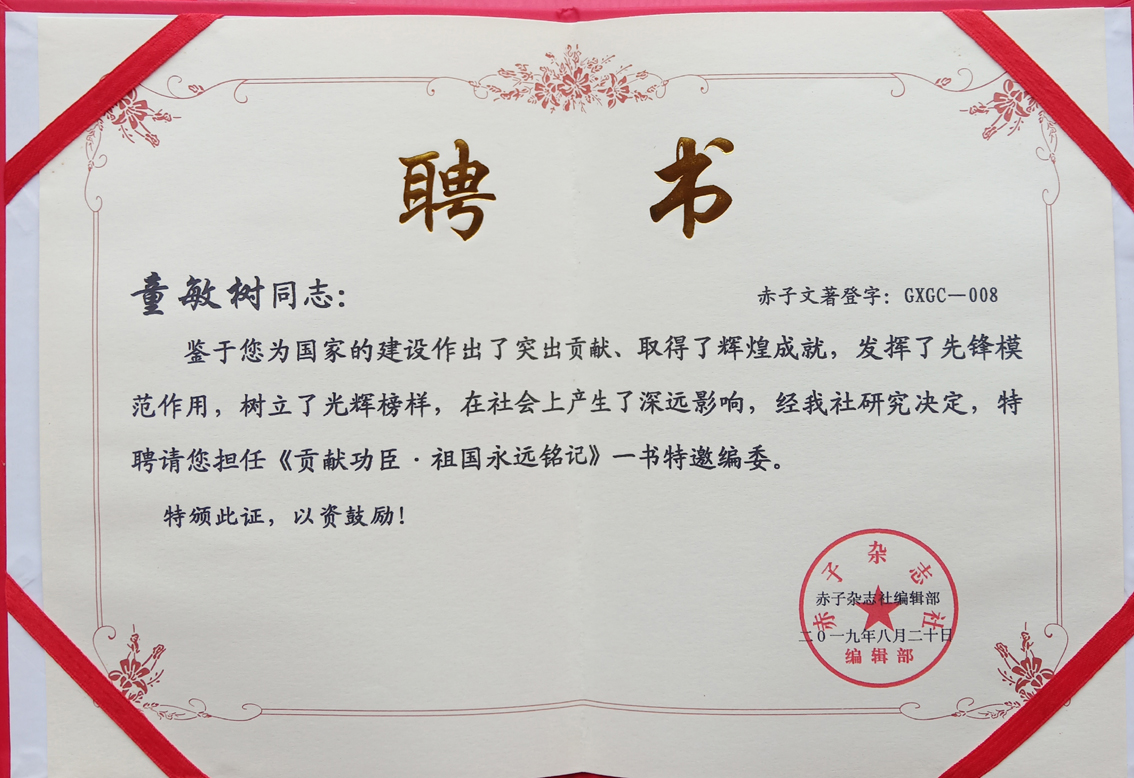 聘书
童敏树同志：
赤子文著登字：GXGC—008
鉴于您为国家的建设作出了突出贡献、取得了辉煌成就，发挥了先锋模
范作用，树立了光辉榜样，在社会上产生了深远影响，经我社研究决定，特
聘请您担任《贡献功臣·祖国永远铭记》一书特邀编委。
特颁此证，以资鼓励！
赤子杂志社
赤子杂志社编辑部
二0一九年八月二十日
编辑部